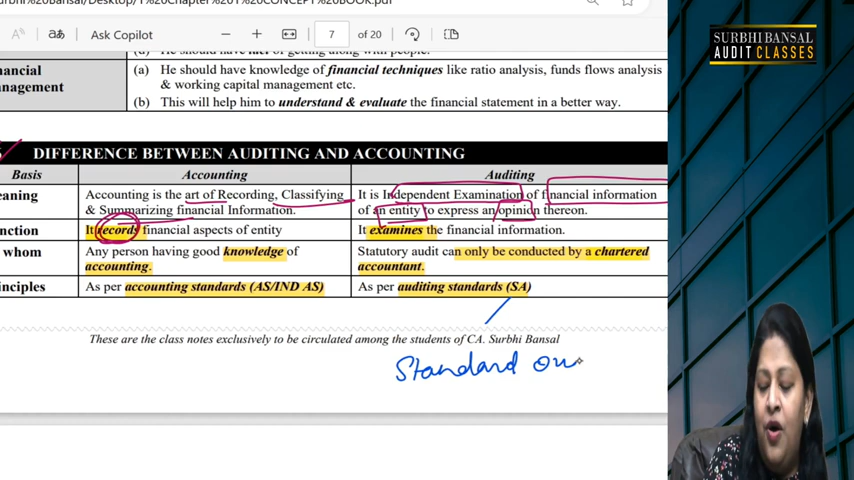 Desktop/1 Chapter 1 CONCEPT BOOK.pdf
SURBHI BANSAL
AUDIT CLASSES
Ask Copilot
7 of 20
He should have of getting along with people.
(a) He should have knowledge of financial techniques like ratio analysis, funds flows analysis
& working capital management etc.
(b) This will help him to understand & evaluate the financial statement in a better way.
DIFFERENCE BETWEEN AUDITING AND ACCOUNTING
Basis Accounting Auditing
Accounting is the art of Recording, Classifying
& Summarizing financial Information.
It is Independent Examination of financial information
of an entity to express an opinion thereon.
It records financial aspects of entity
It examines the financial information.
whom
Any person having good knowledge of
accounting.
Statutory audit can only be conducted by a chartered
accountant.
As per accounting standards (AS/IND AS)
As per auditing standards (SA)
These are the class notes exclusively to be circulated among the students of CA. Surbhi Bansal
Standard on